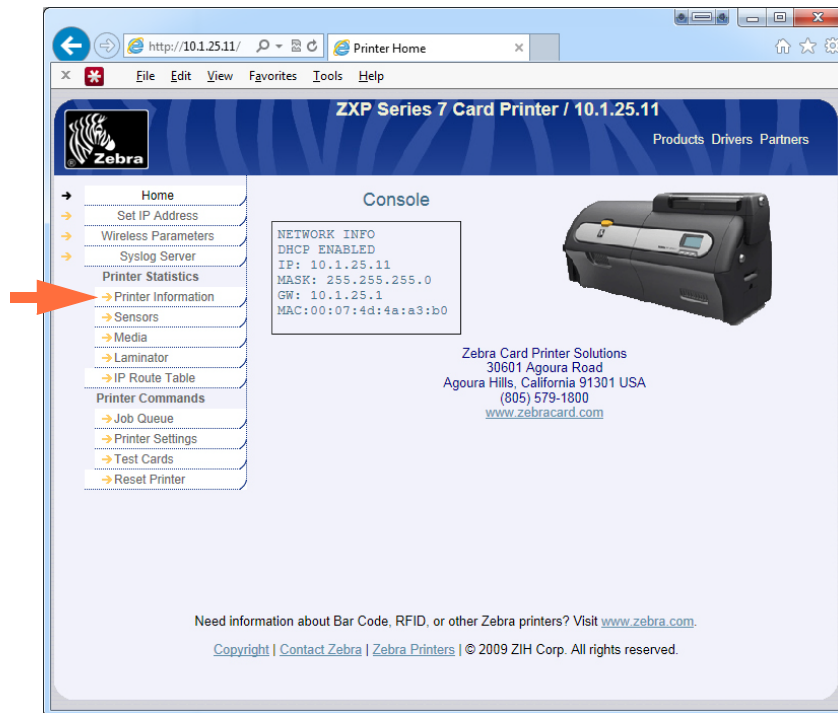 http://10.1.25.11/
Printer Home
File Edit View Favorites Tools Help
ZXP Series 7 Card Printer / 10.1.25.11
Products Drivers Partners
Zebra
Home
Set IP Address
Wireless Parameters
Syslog Server
Printer Statistics
Printer Information
Sensors
Media
Laminator
IP Route Table
Printer Commands
Job Queue
Printer Settings
Test Cards
Reset Printer
Console
NETWORK INFO
DHCP ENABLED
IP: 10.1.25.11
MASK: 255.255.255.0
GW: 10.1.25.1
MAC:00:07:4d:4a:a3:b0
Zebra Card Printer Solutions
30601 Agoura Road
Agoura Hills, California 91301 USA
(805) 579-1800
www.zebracard.com
Need information about Bar Code, RFID, or other Zebra printers? Visit www.zebra.com.
Copyright | Contact Zebra | Zebra Printers | © 2009 ZIH Corp. All rights reserved.